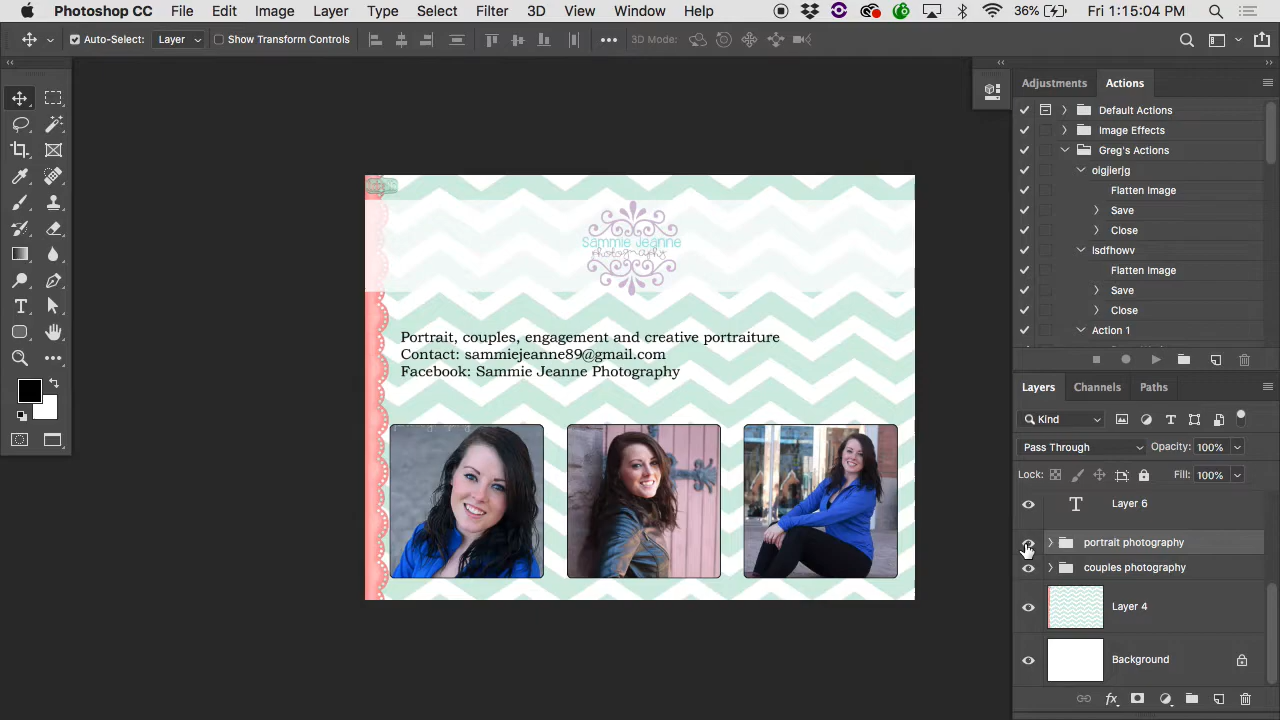 Photoshop CC File Edit Image Layer Type Select Filter 3D View Window Help 36% Fri 1:15:04 PM
Auto-Select: Layer Show Transform Controls 3D Mode:
Adjustments Actions
Default Actions
Image Effects
Greg's Actions
olgjlerjg
Flatten Image
Save
Close
lsdfhowv
Flatten Image
Save
Close
Action 1
Sammie Jeanne
photography
Portrait, couples, engagement and creative portraiture
Contact: sammiejeanne89@gmail.com
Facebook: Sammie Jeanne Photography
Layers Channels Paths
Kind
Pass Through Opacity: 100%
Lock: Fill: 100%
T Layer 6
portrait photography
couples photography
Layer 4
Background
fx